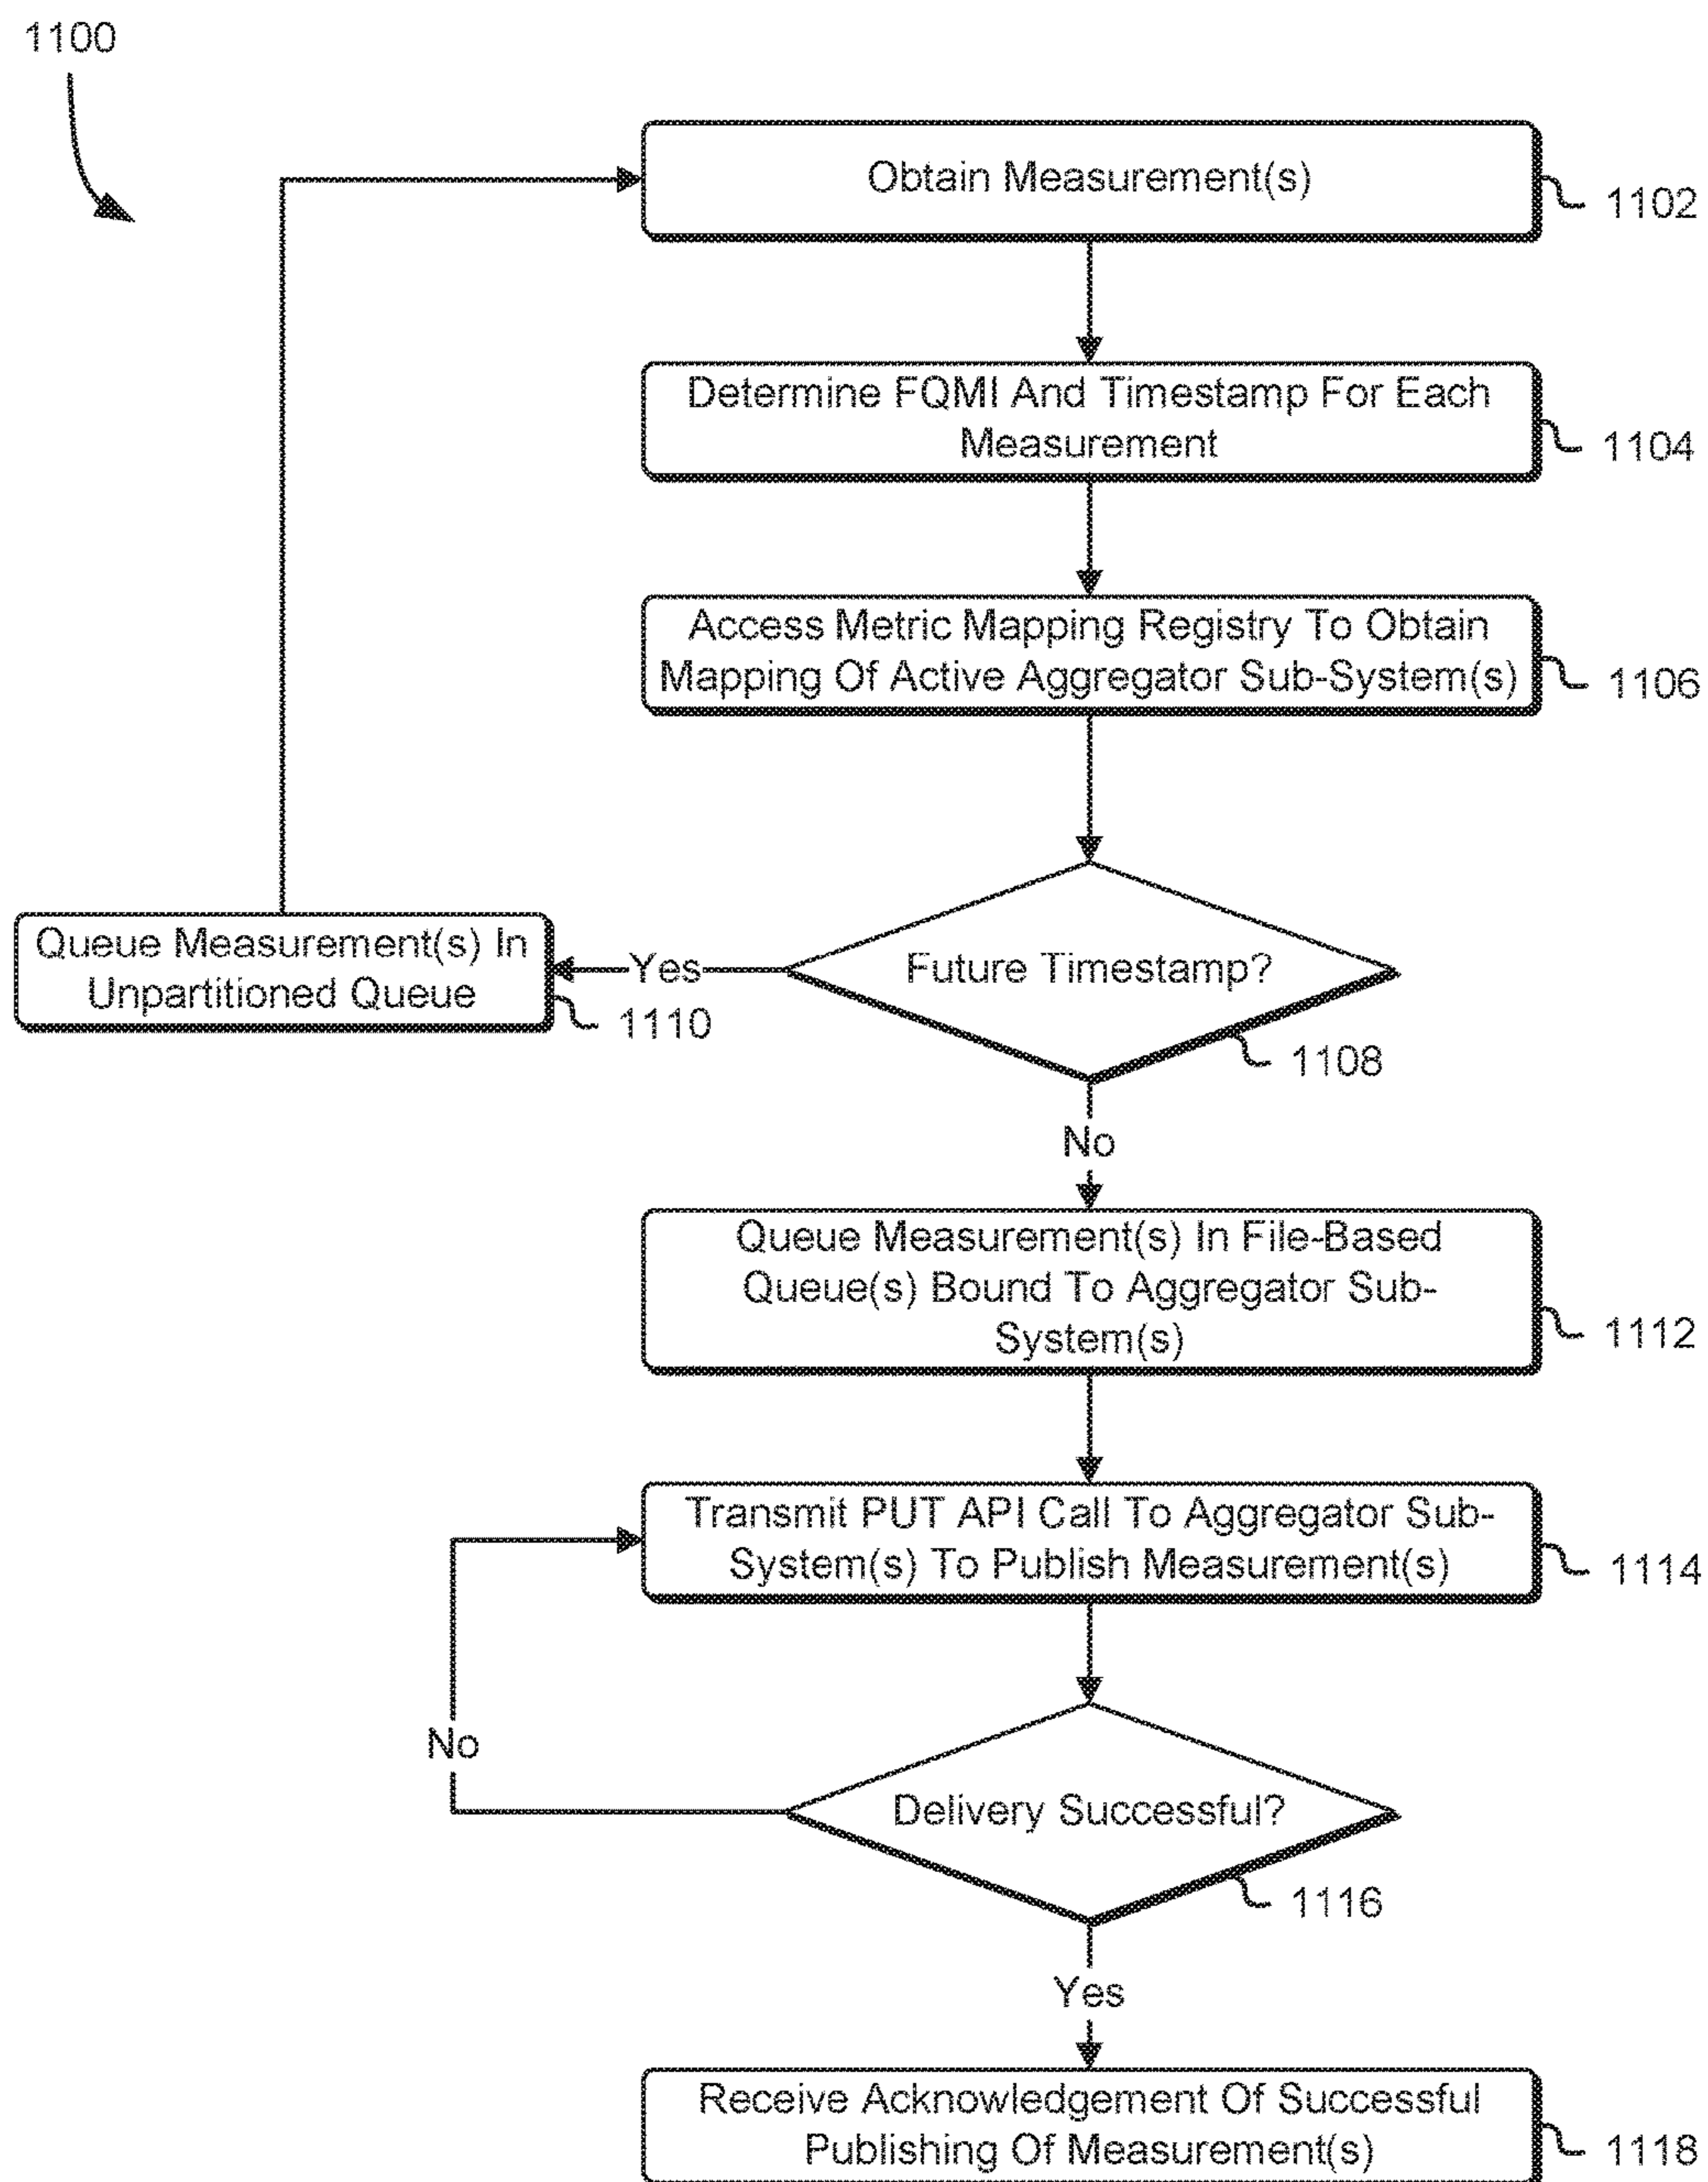 1100
Obtain Measurement(s)
1102
Determine FQMI And Timestamp For Each
Measurement
1104
Access Metric Mapping Registry To Obtain
Mapping Of Active Aggregator Sub-System(s)
1106
Queue Measurement(s) In
Unpartitioned Queue
1110
Yes
Future Timestamp?
1108
No
Queue Measurement(s) In File-Based
Queue(s) Bound To Aggregator Sub-
System(s)
1112
Transmit PUT API Call To Aggregator Sub-
System(s) To Publish Measurement(s)
1114
No
Delivery Successful?
1116
Yes
Receive Acknowledgement Of Successful
Publishing Of Measurement(s)
1118